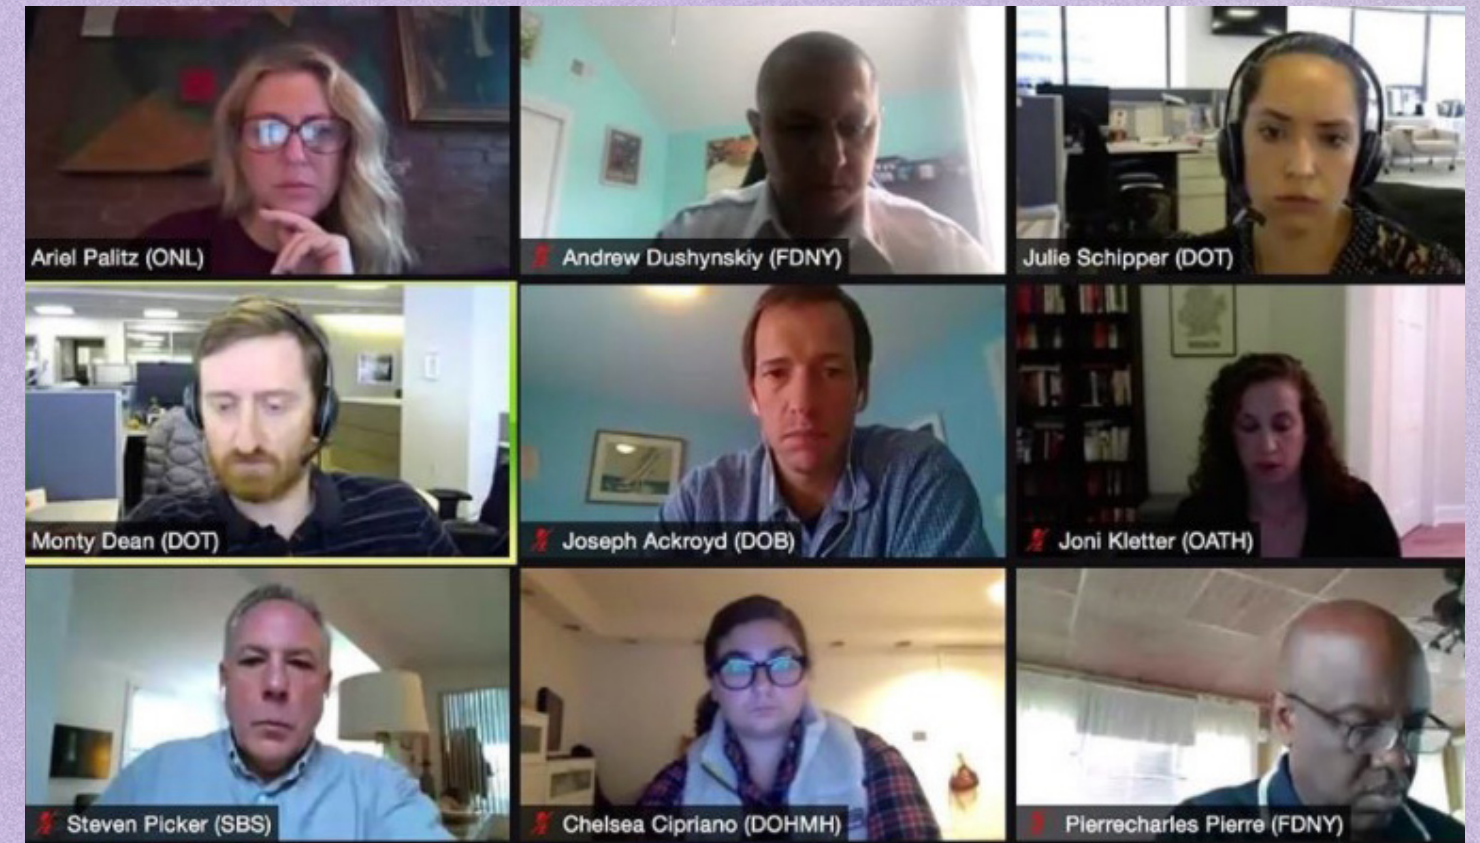 Ariel Palitz (ONL)
Andrew Dushynskiy (FDNY)
Julie Schipper (DOT)
Monty Dean (DOT)
Joseph Ackroyd (DOB)
Joni Kletter (OATH)
Steven Picker (SBS)
Chelsea Cipriano (DOHMH)
Pierrecharles Pierre (FDNY)